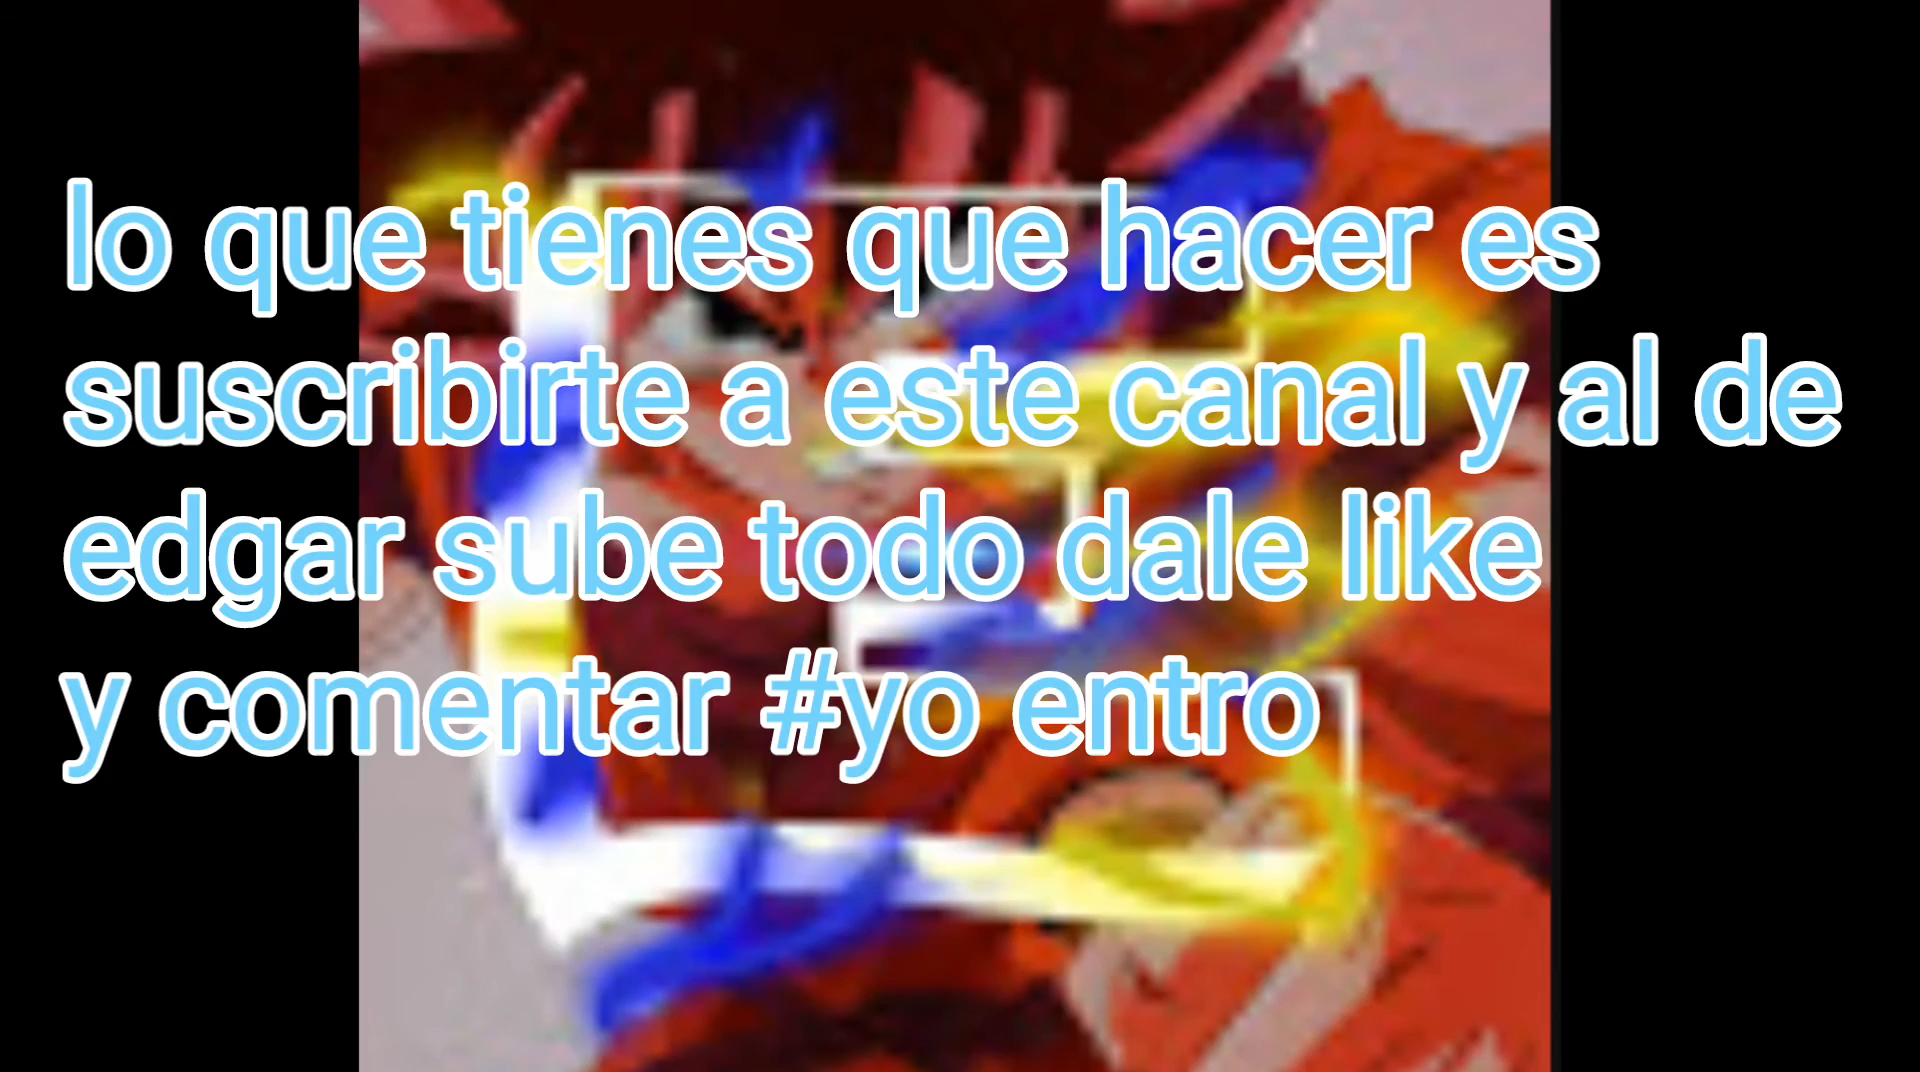 lo que tienes que hacer es
suscribirte a este canal y al de
edgar sube todo dale like
y comentar #yo entro